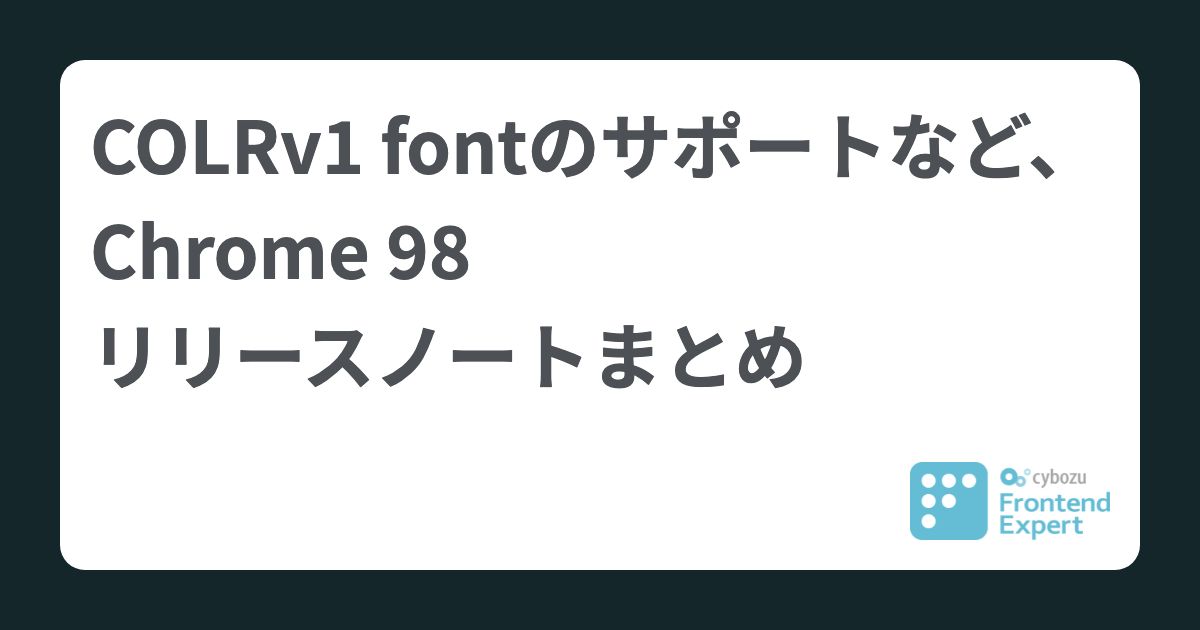 COLRv1 fontのサポートなど、
Chrome 98
リリースノートまとめ
cybozu
Frontend
Expert